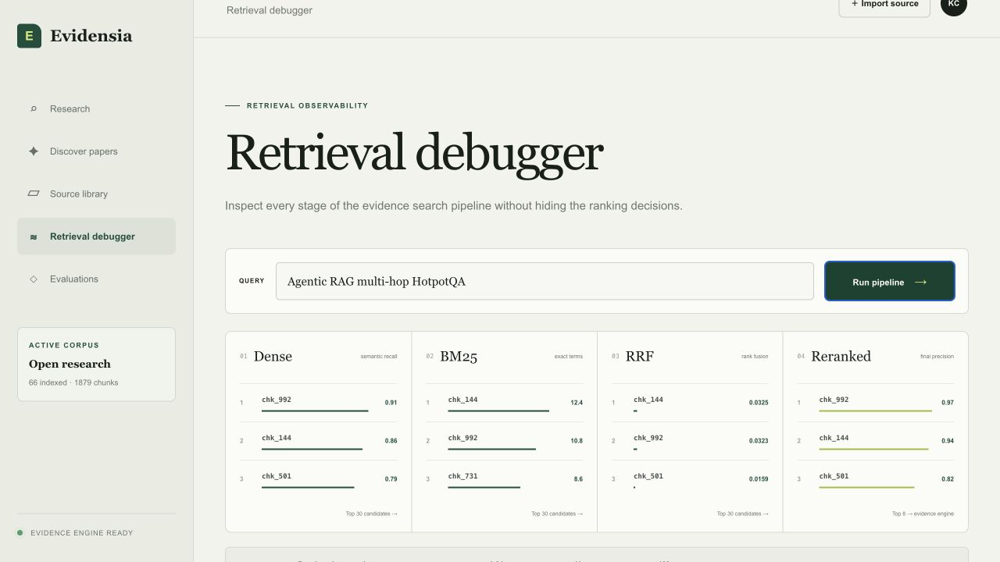 Retrieval debugger
+ Import source
KC
E
Evidensia
Research
Discover papers
Source library
Retrieval debugger
Evaluations
ACTIVE CORPUS
Open research
66 indexed · 1879 chunks
EVIDENCE ENGINE READY
RETRIEVAL OBSERVABILITY
Retrieval debugger
Inspect every stage of the evidence search pipeline without hiding the ranking decisions.
QUERY
Agentic RAG multi-hop HotpotQA
Run pipeline →
01 Dense semantic recall
1 chk_992 0.91
2 chk_144 0.86
3 chk_501 0.79
Top 30 candidates →
02 BM25 exact terms
1 chk_144 12.4
2 chk_992 10.8
3 chk_731 8.6
Top 30 candidates →
03 RRF rank fusion
1 chk_144 0.0325
2 chk_992 0.0323
3 chk_501 0.0159
Top 30 candidates →
04 Reranked final precision
1 chk_992 0.97
2 chk_144 0.94
3 chk_501 0.82
Top 8 → evidence engine